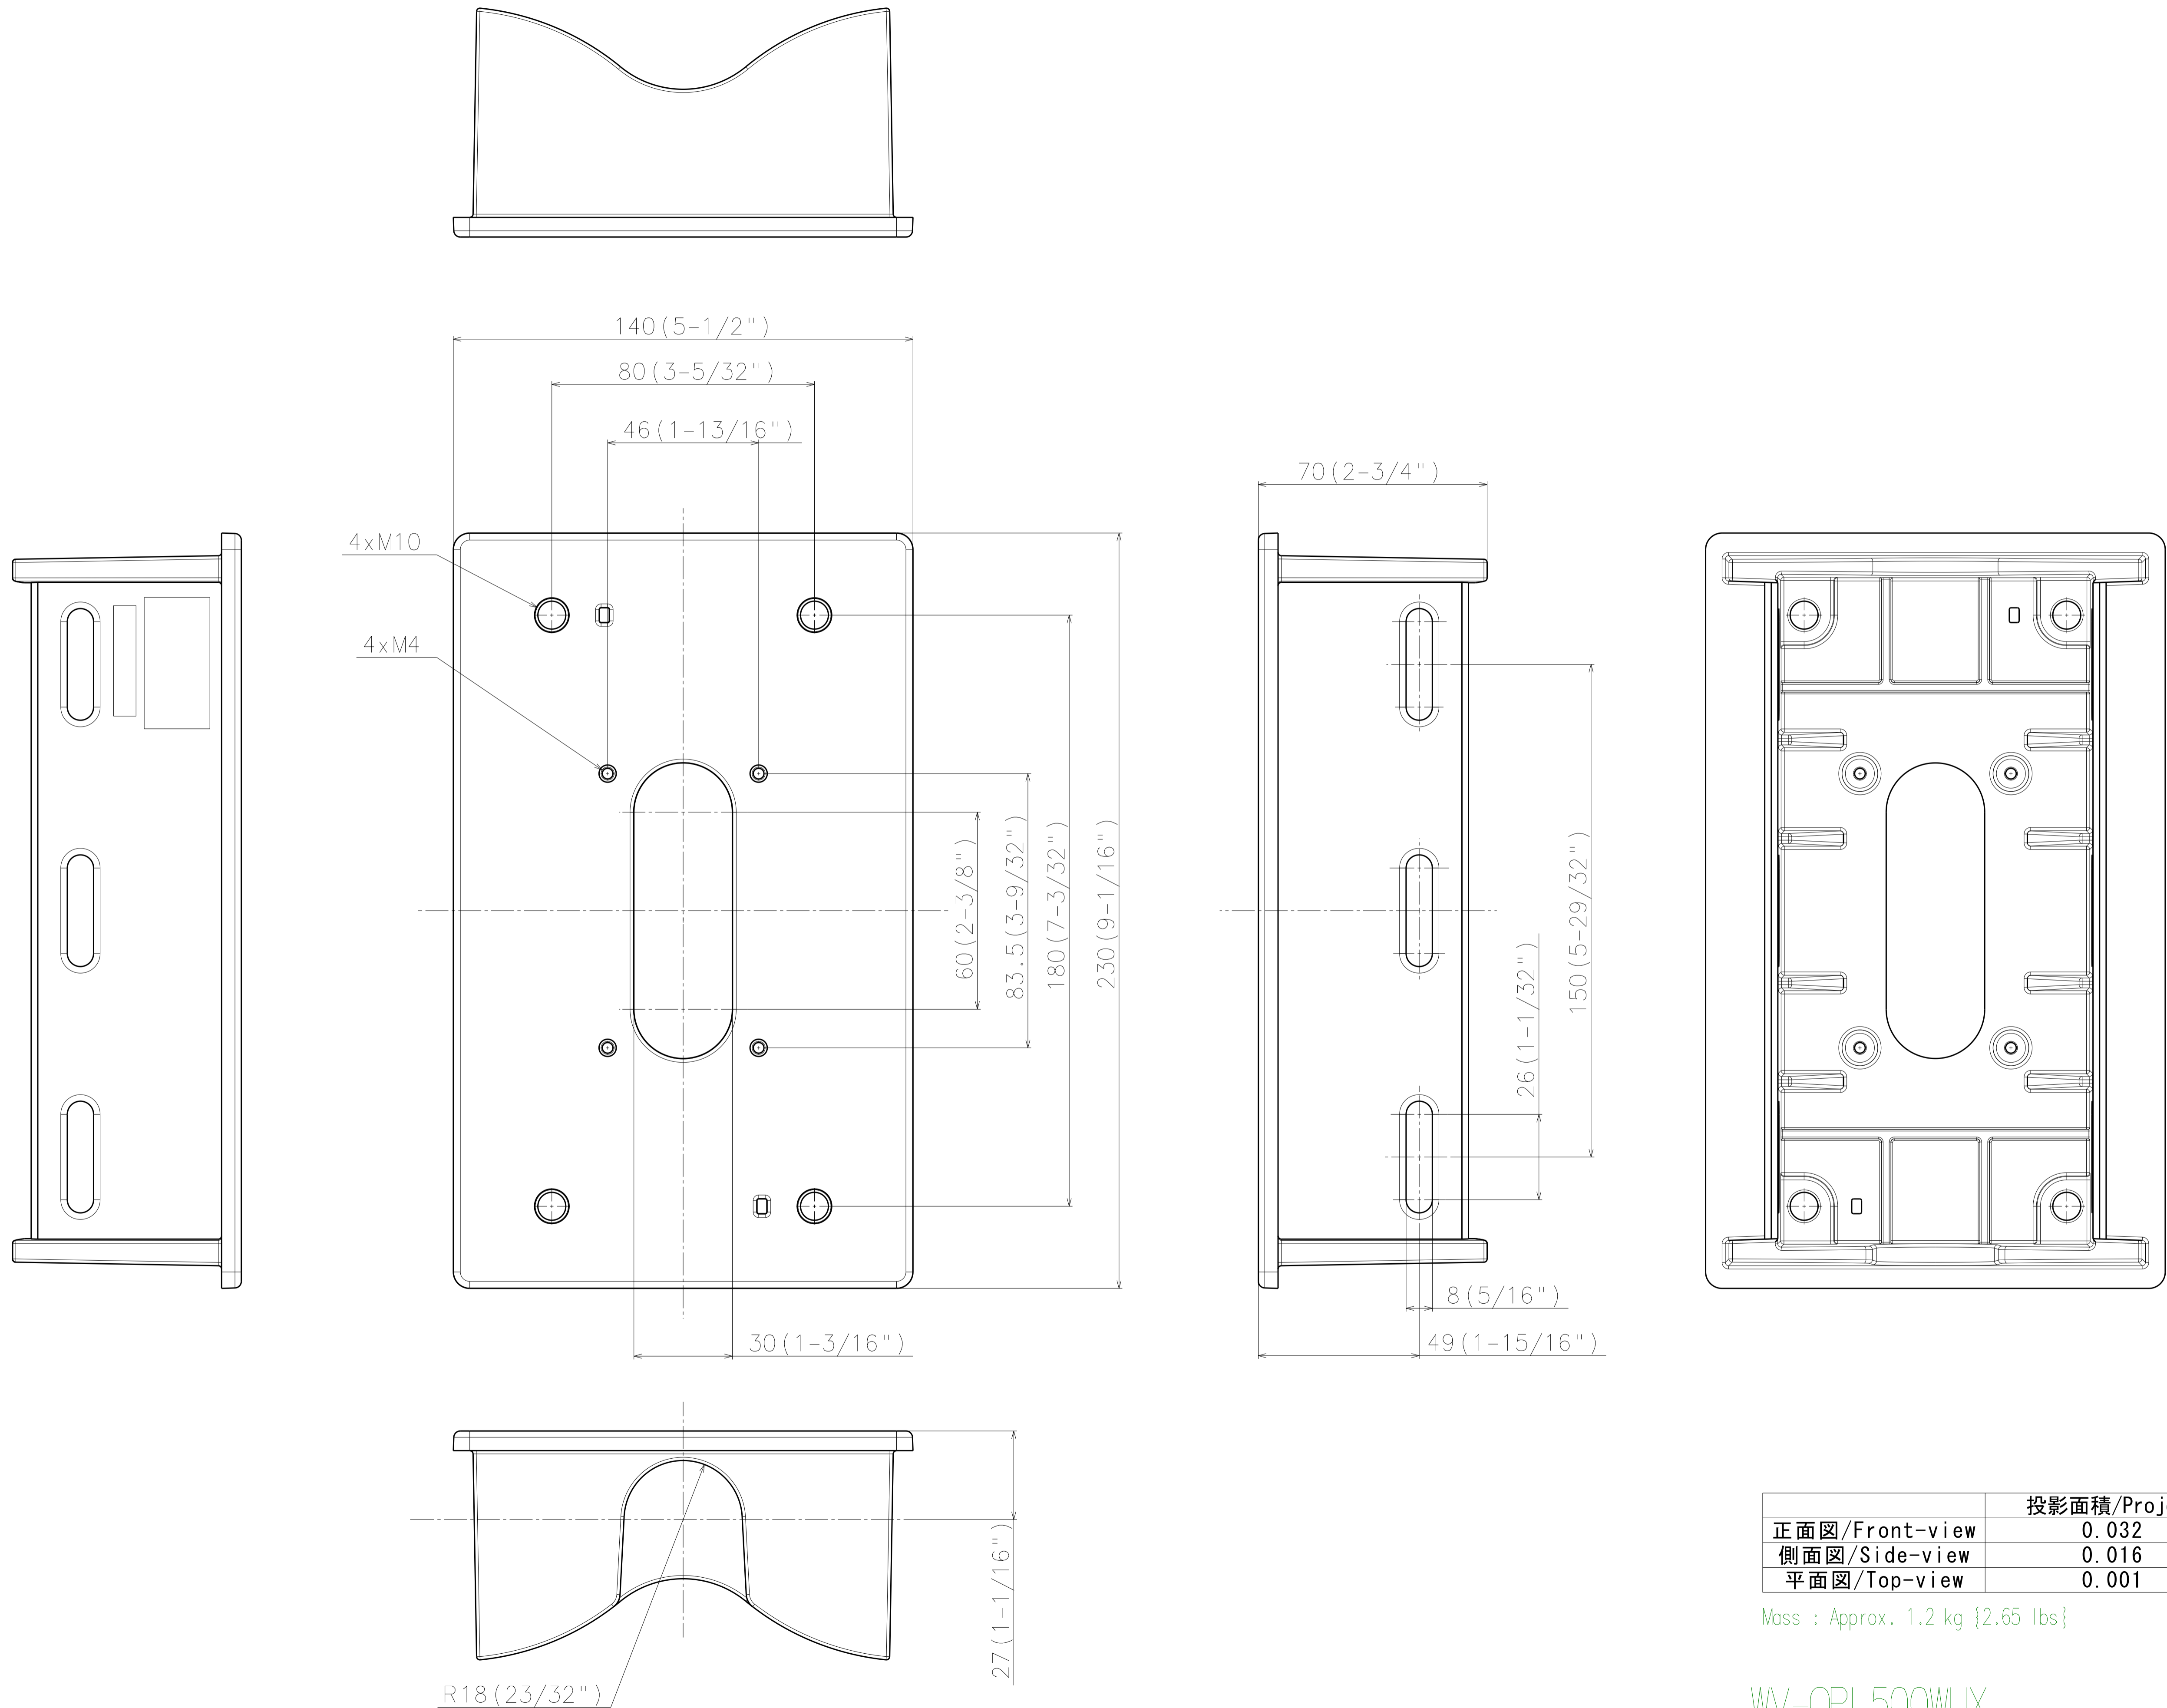 140(5-1/2")
80(3-5/32")
46(1-13/16")
70(2-3/4")
4xM10
4xM4
60(2-3/8")
83.5(3-9/32")
180(7-3/32")
230(9-1/16")
150(5-29/32")
26(1-1/32")
8(5/16")
30(1-3/16")
49(1-15/16")
27(1-1/16")
R18(23/32")
投影面積/Proj
正面図/Front-view 0.032
側面図/Side-view 0.016
平面図/Top-view 0.001
Mass : Approx. 1.2 kg {2.65 lbs}